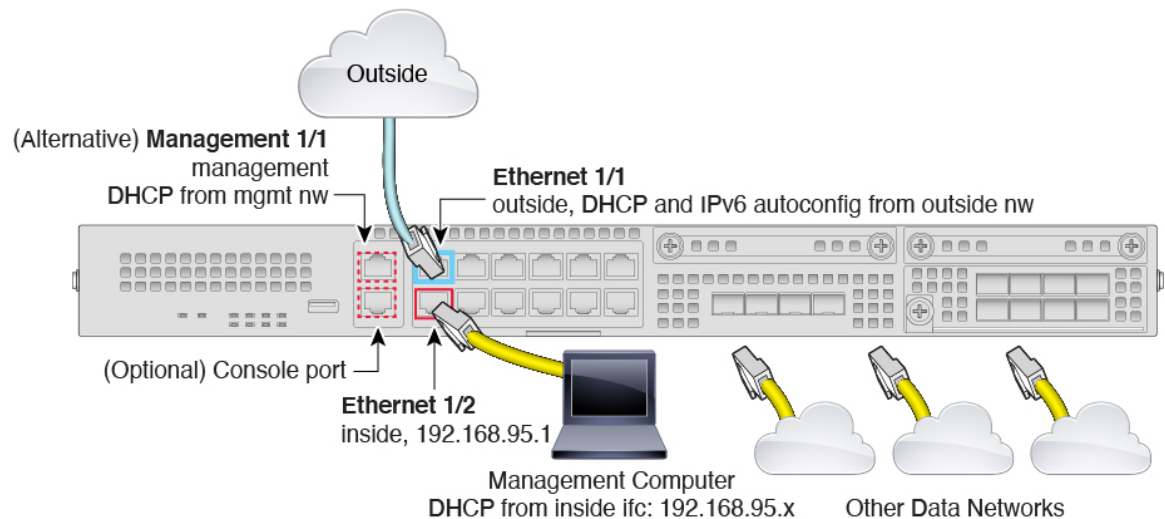 Outside
(Alternative) Management 1/1
management
DHCP from mgmt nw
Ethernet 1/1
outside, DHCP and IPv6 autoconfig from outside nw
(Optional) Console port
Ethernet 1/2
inside, 192.168.95.1
Management Computer
DHCP from inside ifc: 192.168.95.x
Other Data Networks